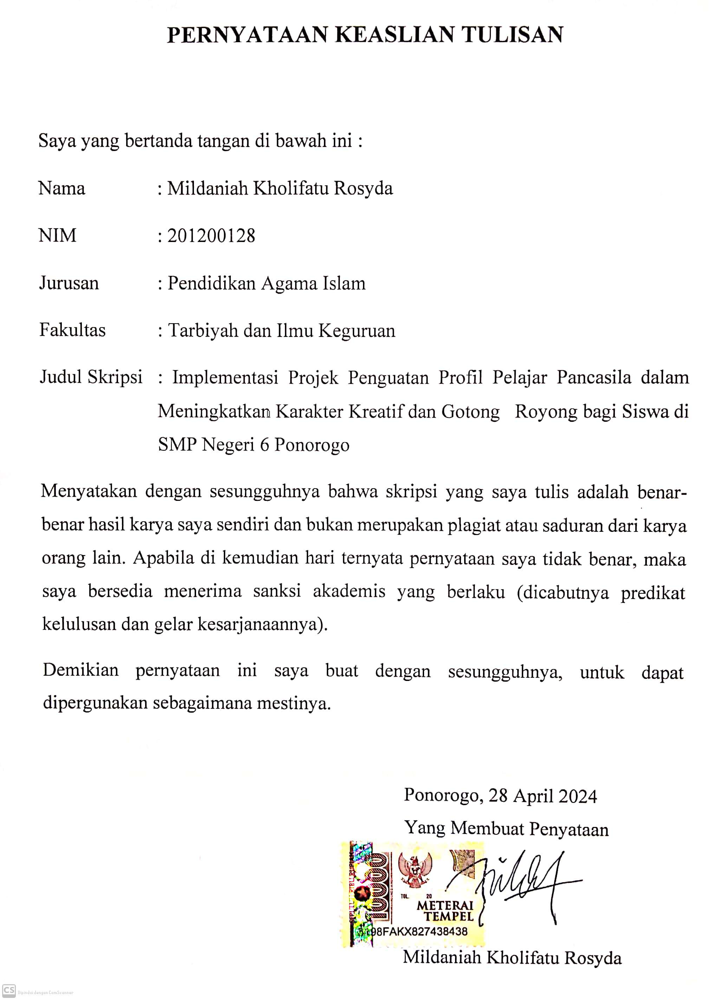 PERNYATAAN KEASLIAN TULISAN
Saya yang bertanda tangan di bawah ini :
Nama : Mildaniah Kholifatu Rosyda
NIM : 201200128
Jurusan : Pendidikan Agama Islam
Fakultas : Tarbiyah dan Ilmu Keguruan
Judul Skripsi : Implementasi Projek Penguatan Profil Pelajar Pancasila dalam
Meningkatkan Karakter Kreatif dan Gotong Royong bagi Siswa di
SMP Negeri 6 Ponorogo
Menyatakan dengan sesungguhnya bahwa skripsi yang saya tulis adalah benar-
benar hasil karya saya sendiri dan bukan merupakan plagiat atau saduran dari karya
orang lain. Apabila di kemudian hari ternyata pernyataan saya tidak benar, maka
saya bersedia menerima sanksi akademis yang berlaku (dicabutnya predikat
kelulusan dan gelar kesarjanaannya).
Demikian pernyataan ini saya buat dengan sesungguhnya, untuk dapat
dipergunakan sebagaimana mestinya.
Ponorogo, 28 April 2024
Yang Membuat Penyataan
10000
TGL. 20
METERAI
TEMPEL
98FAKX827438438
Mildaniah Kholifatu Rosyda
CS Dipindai dengan CamScanner